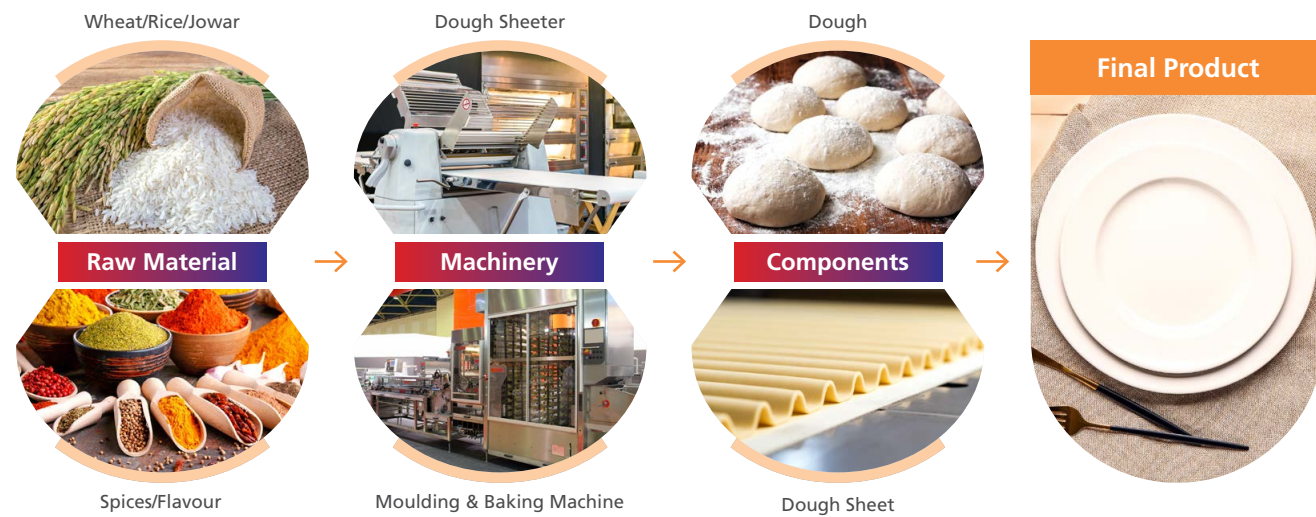 Wheat/Rice/Jowar
Dough Sheeter
Dough
Final Product
Raw Material
Machinery
Components
Spices/Flavour
Moulding & Baking Machine
Dough Sheet